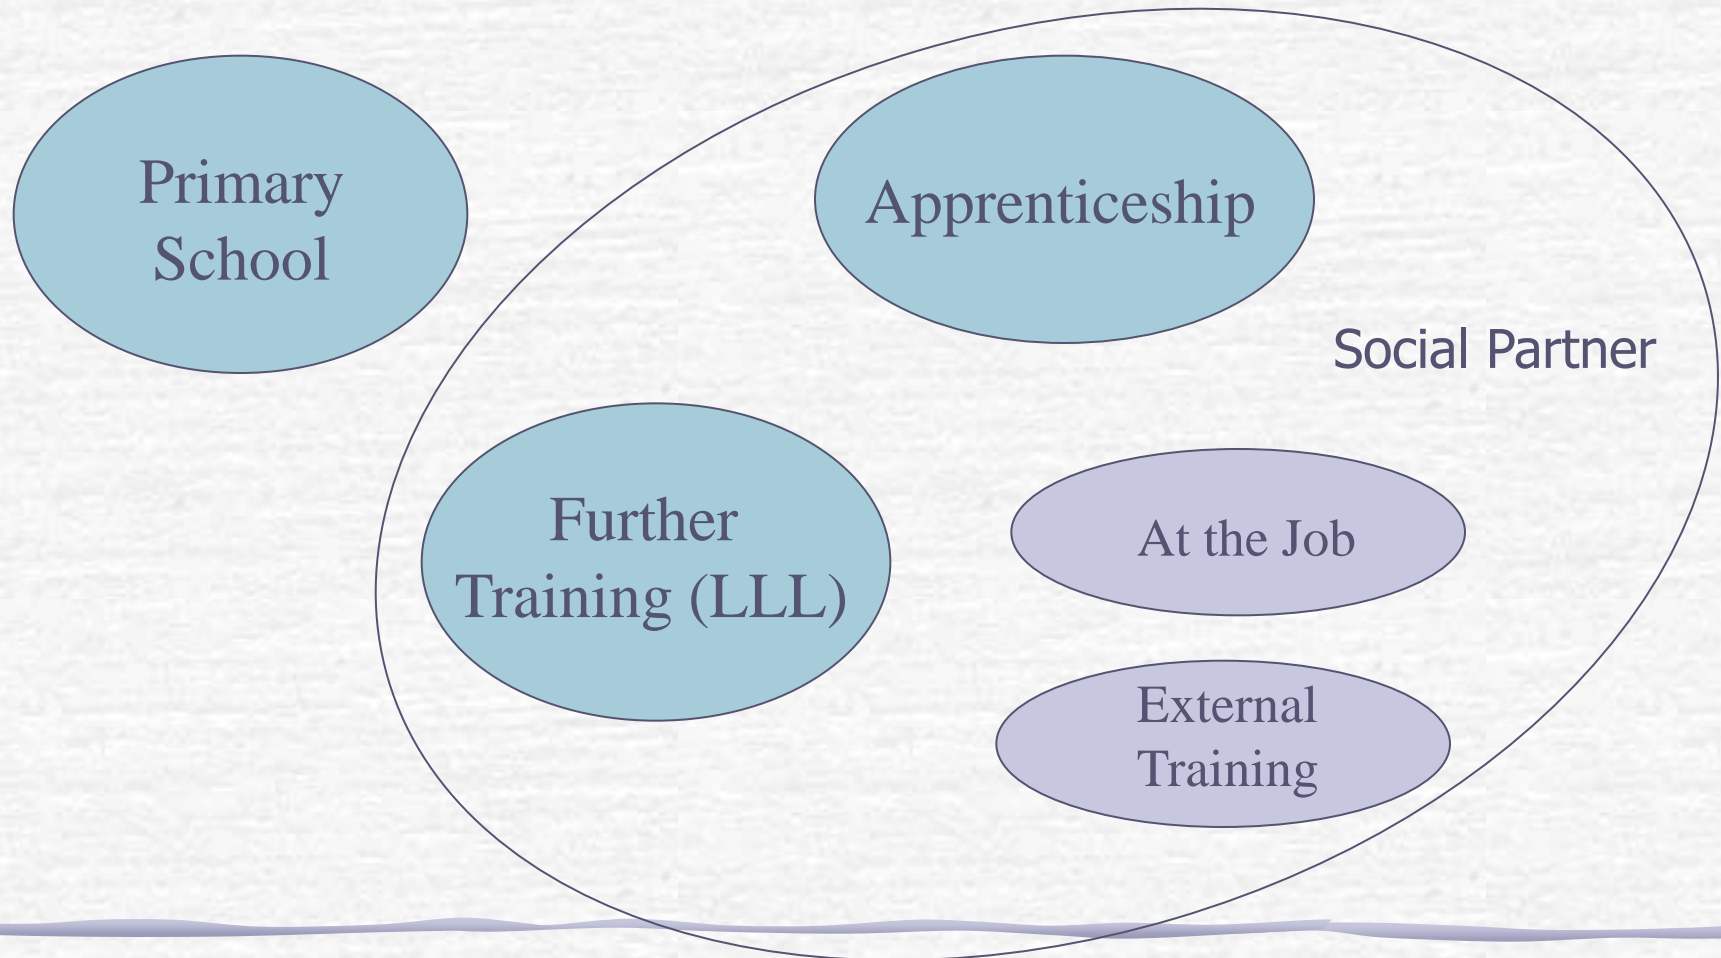 Primary
School
Apprenticeship
Social Partner
Further
Training (LLL)
At the Job
External
Training